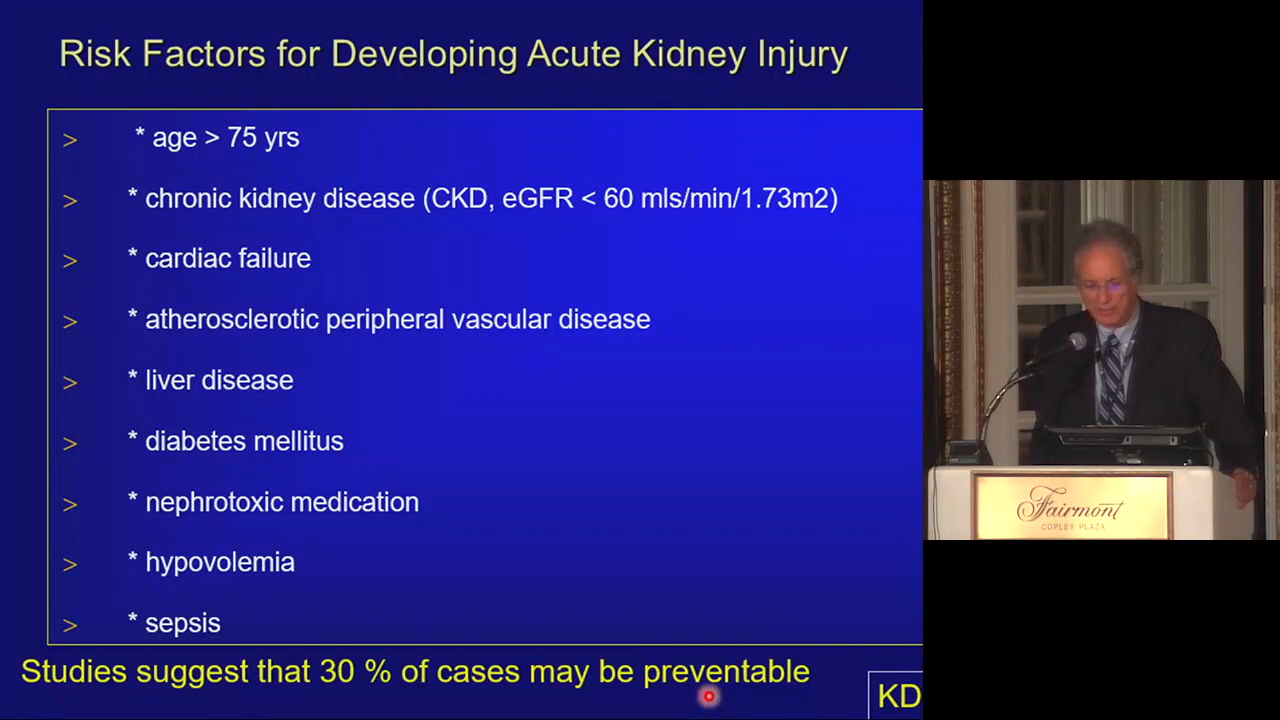 Risk Factors for Developing Acute Kidney Injury
> * age > 75 yrs
> * chronic kidney disease (CKD, eGFR < 60 mls/min/1.73m2)
> * cardiac failure
> * atherosclerotic peripheral vascular disease
> * liver disease
> * diabetes mellitus
> * nephrotoxic medication
> * hypovolemia
> * sepsis
Studies suggest that 30 % of cases may be preventable
KD
Fairmont
COPLEY PLAZA